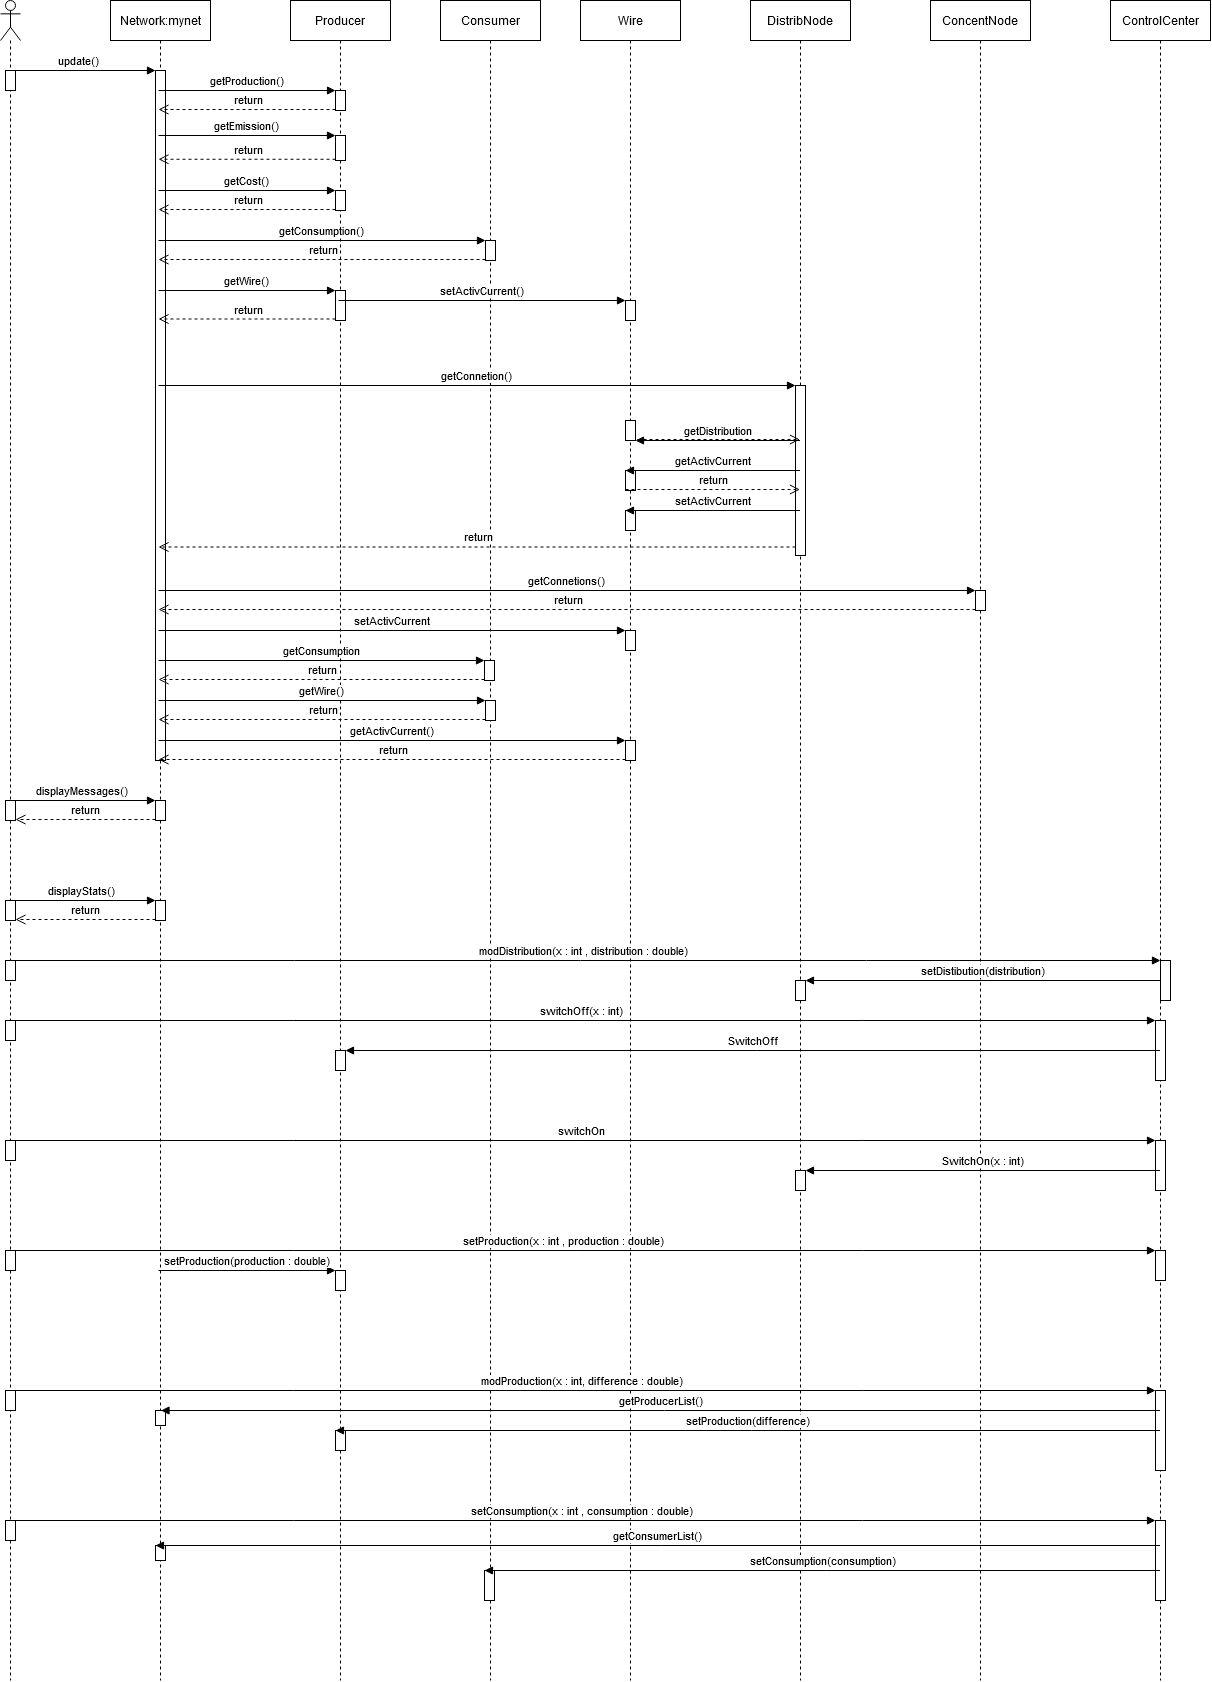 Network:mynet
Producer
Consumer
Wire
DistribNode
ConcentNode
ControlCenter
update()
getProduction()
return
getEmission()
return
getCost()
return
getConsumption()
return
getWire()
setActivCurrent()
return
getConnetion()
getDistribution
getActivCurrent
return
setActivCurrent
return
getConnetions()
return
setActivCurrent
getConsumption
return
getWire()
return
getActivCurrent()
return
displayMessages()
return
displayStats()
return
modDistribution(x : int , distribution : double)
setDistibution(distribution)
switchOff(x : int)
SwitchOff
switchOn
SwitchOn(x : int)
setProduction(x : int , production : double)
setProduction(production : double)
modProduction(x : int, difference : double)
getProducerList()
setProduction(difference)
setConsumption(x : int , consumption : double)
getConsumerList()
setConsumption(consumption)